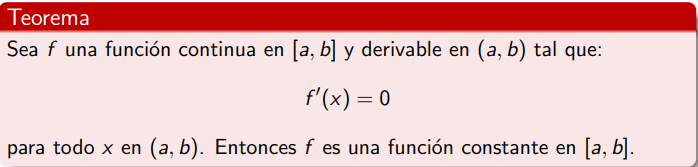 Teorema
Sea f una función continua en [a, b] y derivable en (a, b) tal que:
f′(x) = 0
para todo x en (a, b). Entonces f es una función constante en [a, b].